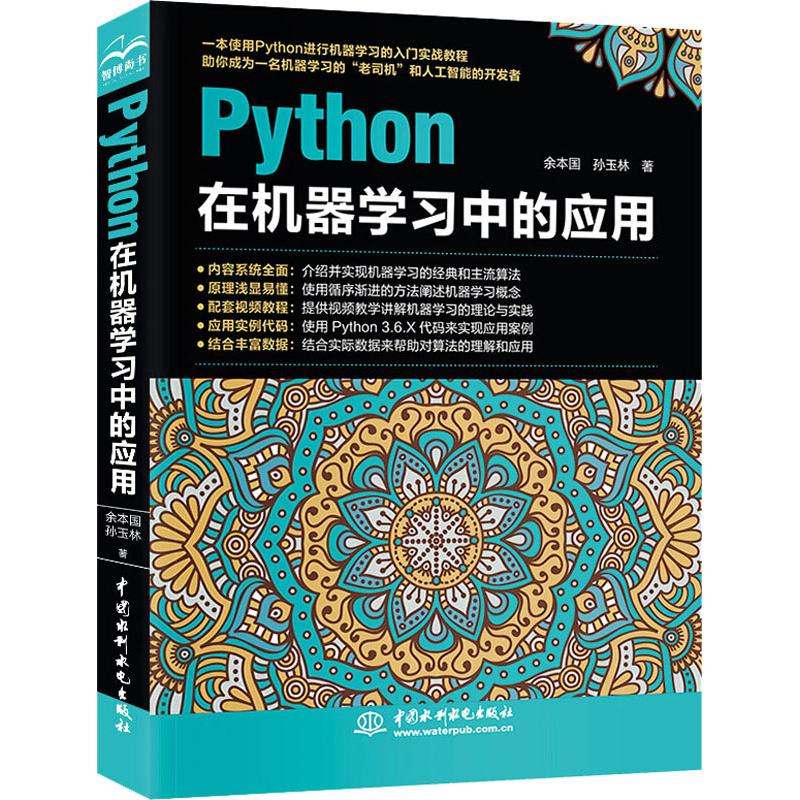 一本使用Python进行机器学习的入门实战教程
助你成为一名机器学习的“老司机”和人工智能的开发者
Python
余本国 孙玉林 著
在机器学习中的应用
•内容系统全面：介绍并实现机器学习的经典和主流算法
•原理浅显易懂：使用循序渐进的方法阐述机器学习概念
•配套视频教程：提供视频教学讲解机器学习的理论与实践
•应用实例代码：使用 Python 3.6.X 代码来实现应用案例
•结合丰富数据：结合实际数据来帮助对算法的理解和应用
中国水利水电出版社
www.waterpub.com.cn
智博尚书
Python在机器学习中的应用
余本国
孙玉林
著
中国水利水电出版社